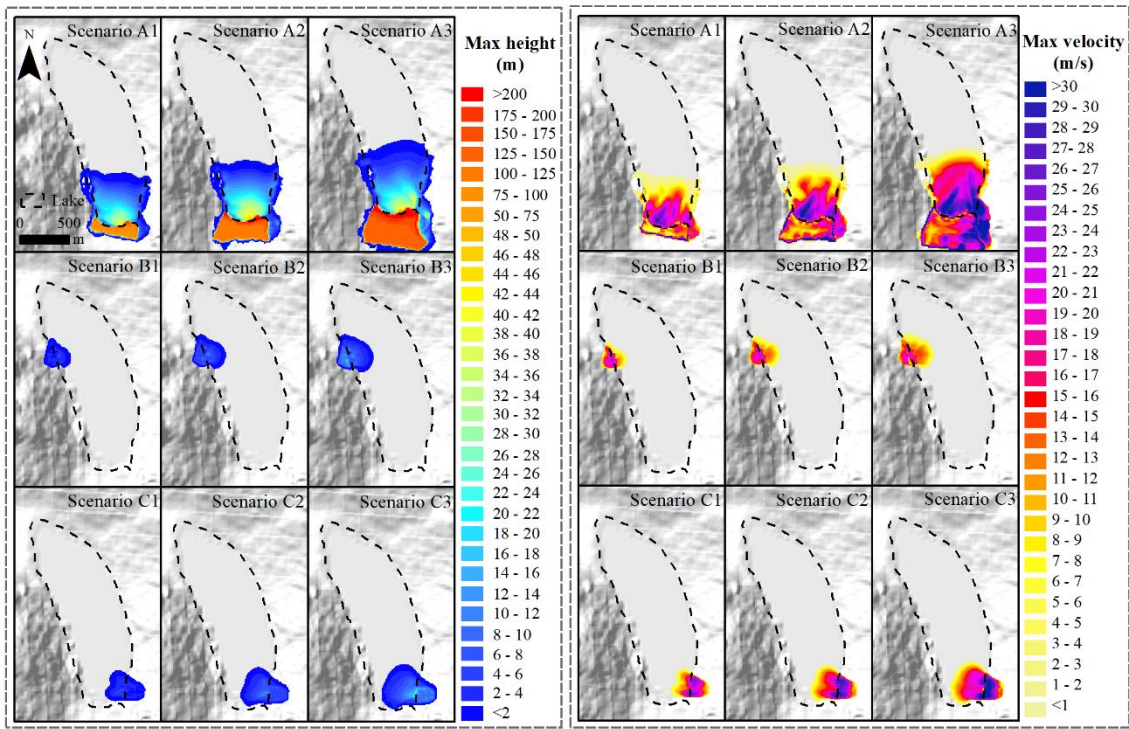 Scenario A1
Scenario A2
Scenario A3
N
Lake
0 500
m
Scenario B1
Scenario B2
Scenario B3
Scenario C1
Scenario C2
Scenario C3
Max height
(m)
>200
175 - 200
150 - 175
125 - 150
100 - 125
75 - 100
50 - 75
48 - 50
46 - 48
44 - 46
42 - 44
40 - 42
38 - 40
36 - 38
34 - 36
32 - 34
30 - 32
28 - 30
26 - 28
24 - 26
22 - 24
20 - 22
18 - 20
16 - 18
14 - 16
12 - 14
10 - 12
8 - 10
6 - 8
4 - 6
2 - 4
<2
Scenario A1
Scenario A2
Scenario A3
Scenario B1
Scenario B2
Scenario B3
Scenario C1
Scenario C2
Scenario C3
Max velocity
(m/s)
>30
29 - 30
28 - 29
27 - 28
26 - 27
25 - 26
24 - 25
23 - 24
22 - 23
21 - 22
20 - 21
19 - 20
18 - 19
17 - 18
16 - 17
15 - 16
14 - 15
13 - 14
12 - 13
11 - 12
10 - 11
9 - 10
8 - 9
7 - 8
6 - 7
5 - 6
4 - 5
3 - 4
2 - 3
1 - 2
<1